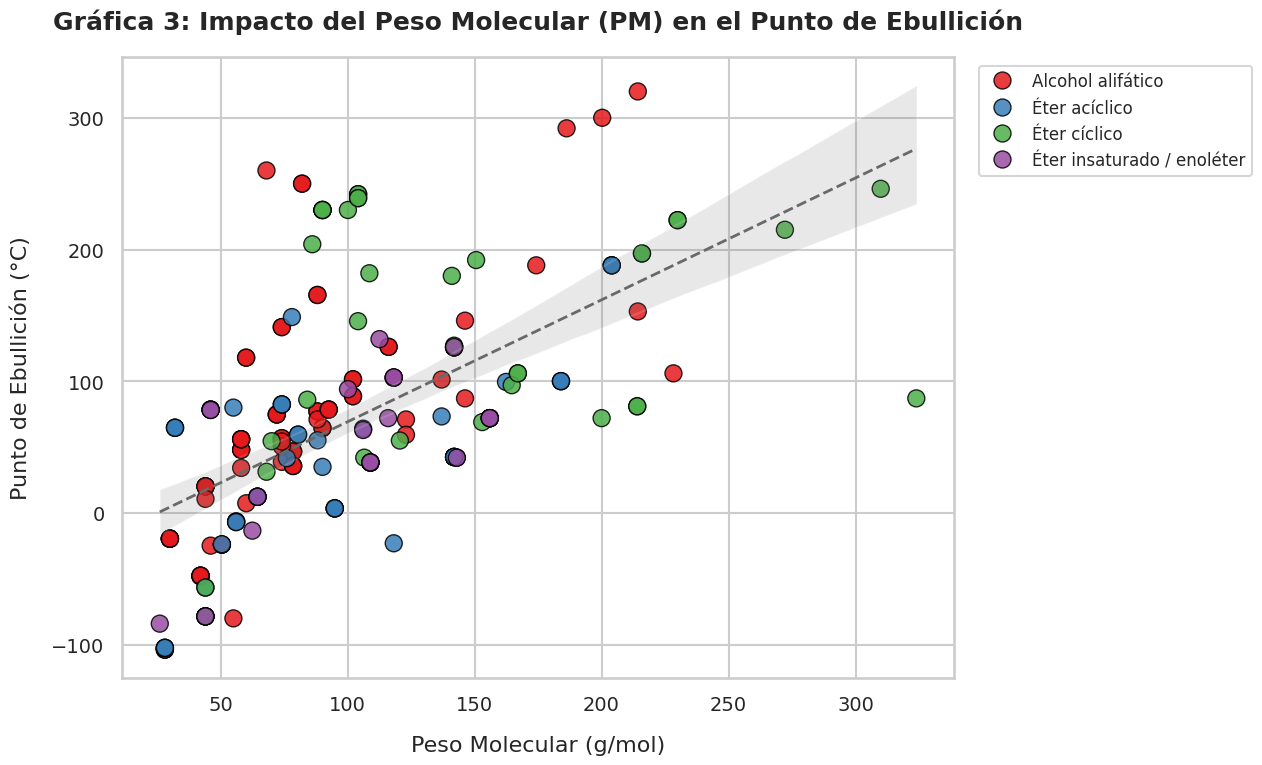 Gráfica 3: Impacto del Peso Molecular (PM) en el Punto de Ebullición
Alcohol alifático
Éter acíclico
Éter cíclico
Éter insaturado / enoléter
Punto de Ebullición (°C)
300
200
100
0
−100
50
100
150
200
250
300
Peso Molecular (g/mol)